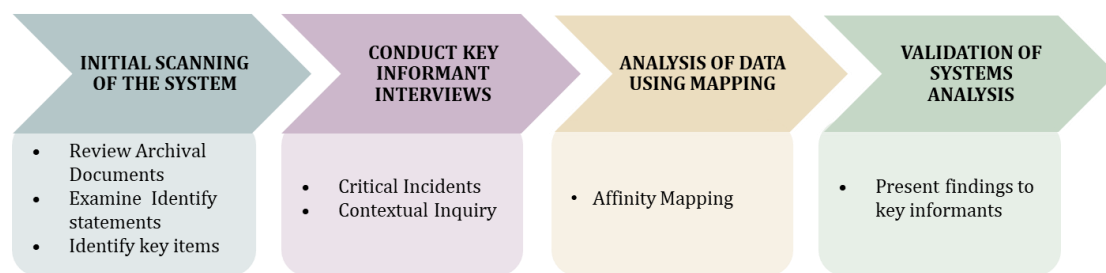 INITIAL SCANNING
OF THE SYSTEM
CONDUCT KEY
INFORMANT
INTERVIEWS
ANALYSIS OF DATA
USING MAPPING
VALIDATION OF
SYSTEMS
ANALYSIS
• Review Archival
Documents
• Examine Identify
statements
• Identify key items
• Critical Incidents
• Contextual Inquiry
• Affinity Mapping
• Present findings to
key informants